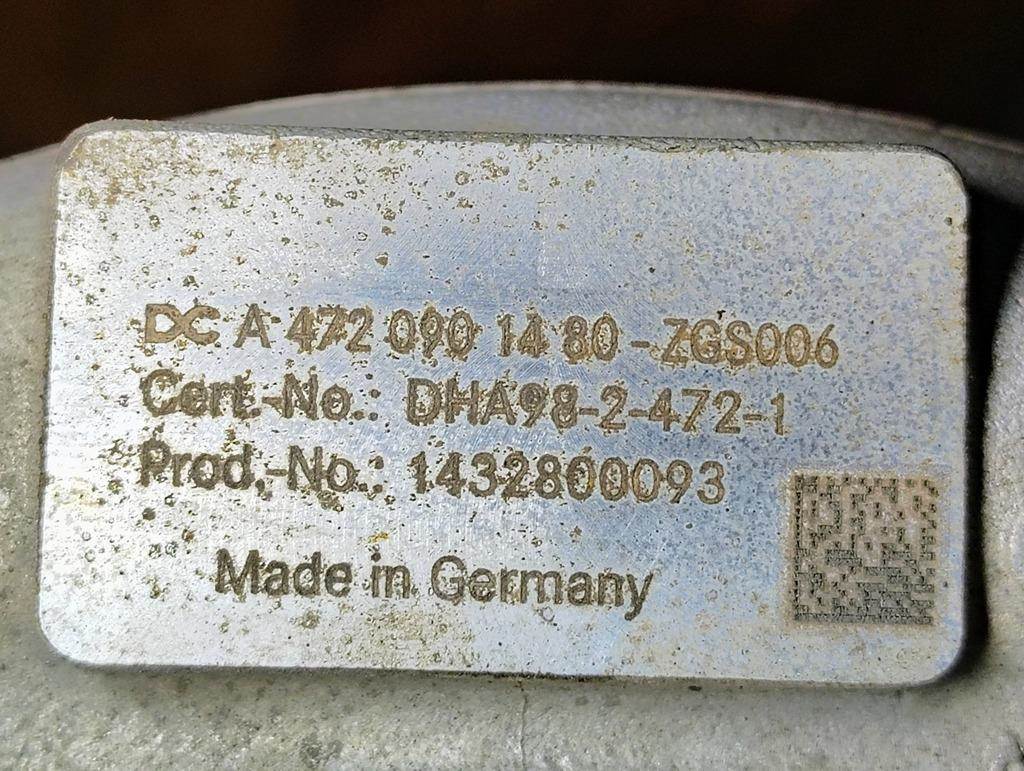 DC A 472 090 14 80-ZGS006
Cert.-No.: DHA98-2-472-1
Prod.-No.: 1432800093
Made in Germany